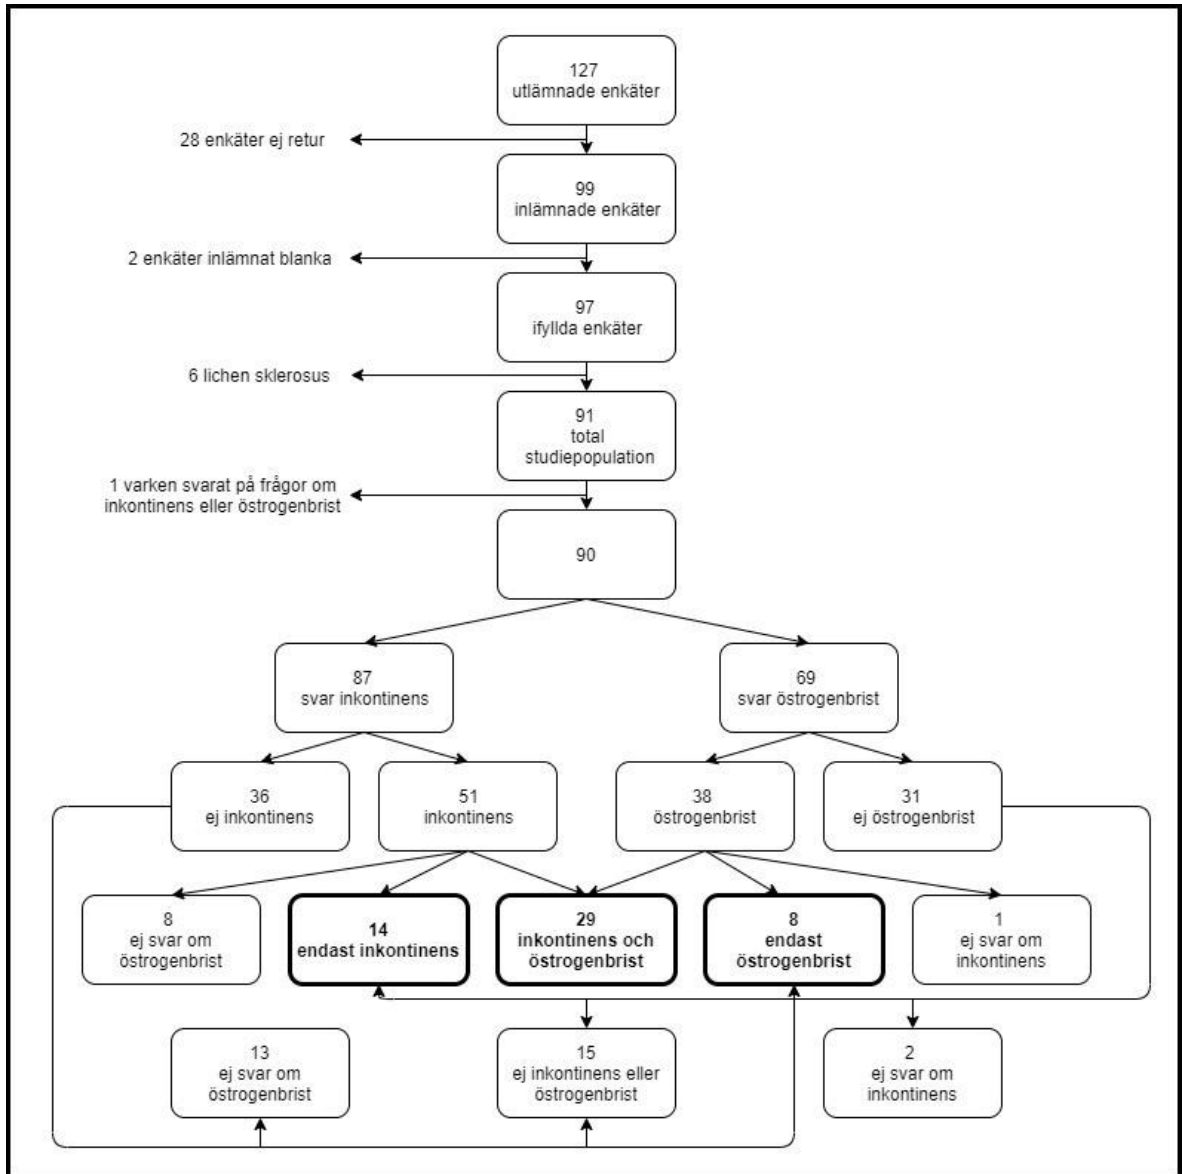 127
utlämnade enkäter
28 enkäter ej retur
99
inlämnade enkäter
2 enkäter inlämnat blanka
97
ifyllda enkäter
6 lichen sklerosus
91
total
studiepopulation
1 varken svarat på frågor om
inkontinens eller östrogenbrist
90
87
svar inkontinens
69
svar östrogenbrist
36
ej inkontinens
51
inkontinens
38
östrogenbrist
31
ej östrogenbrist
8
ej svar om
östrogenbrist
14
endast inkontinens
29
inkontinens och
östrogenbrist
8
endast
östrogenbrist
1
ej svar om
inkontinens
13
ej svar om
östrogenbrist
15
ej inkontinens eller
östrogenbrist
2
ej svar om
inkontinens